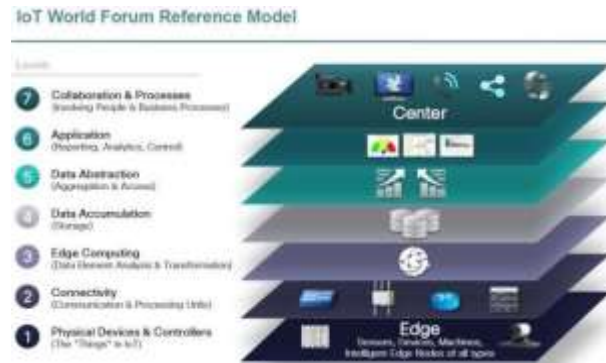 IoT World Forum Reference Model
Levels
7
Collaboration & Processes
(Involving People & Business Processes)
6
Application
(Reporting, Analytics, Control)
5
Data Abstraction
(Aggregation & Access)
4
Data Accumulation
(Storage)
3
Edge Computing
(Data Element Analysis & Transformation)
2
Connectivity
(Communication & Processing Units)
1
Physical Devices & Controllers
(The "Things" in IoT)
Center
Edge
Sensors, Devices, Machines,
Intelligent Edge Nodes of all types